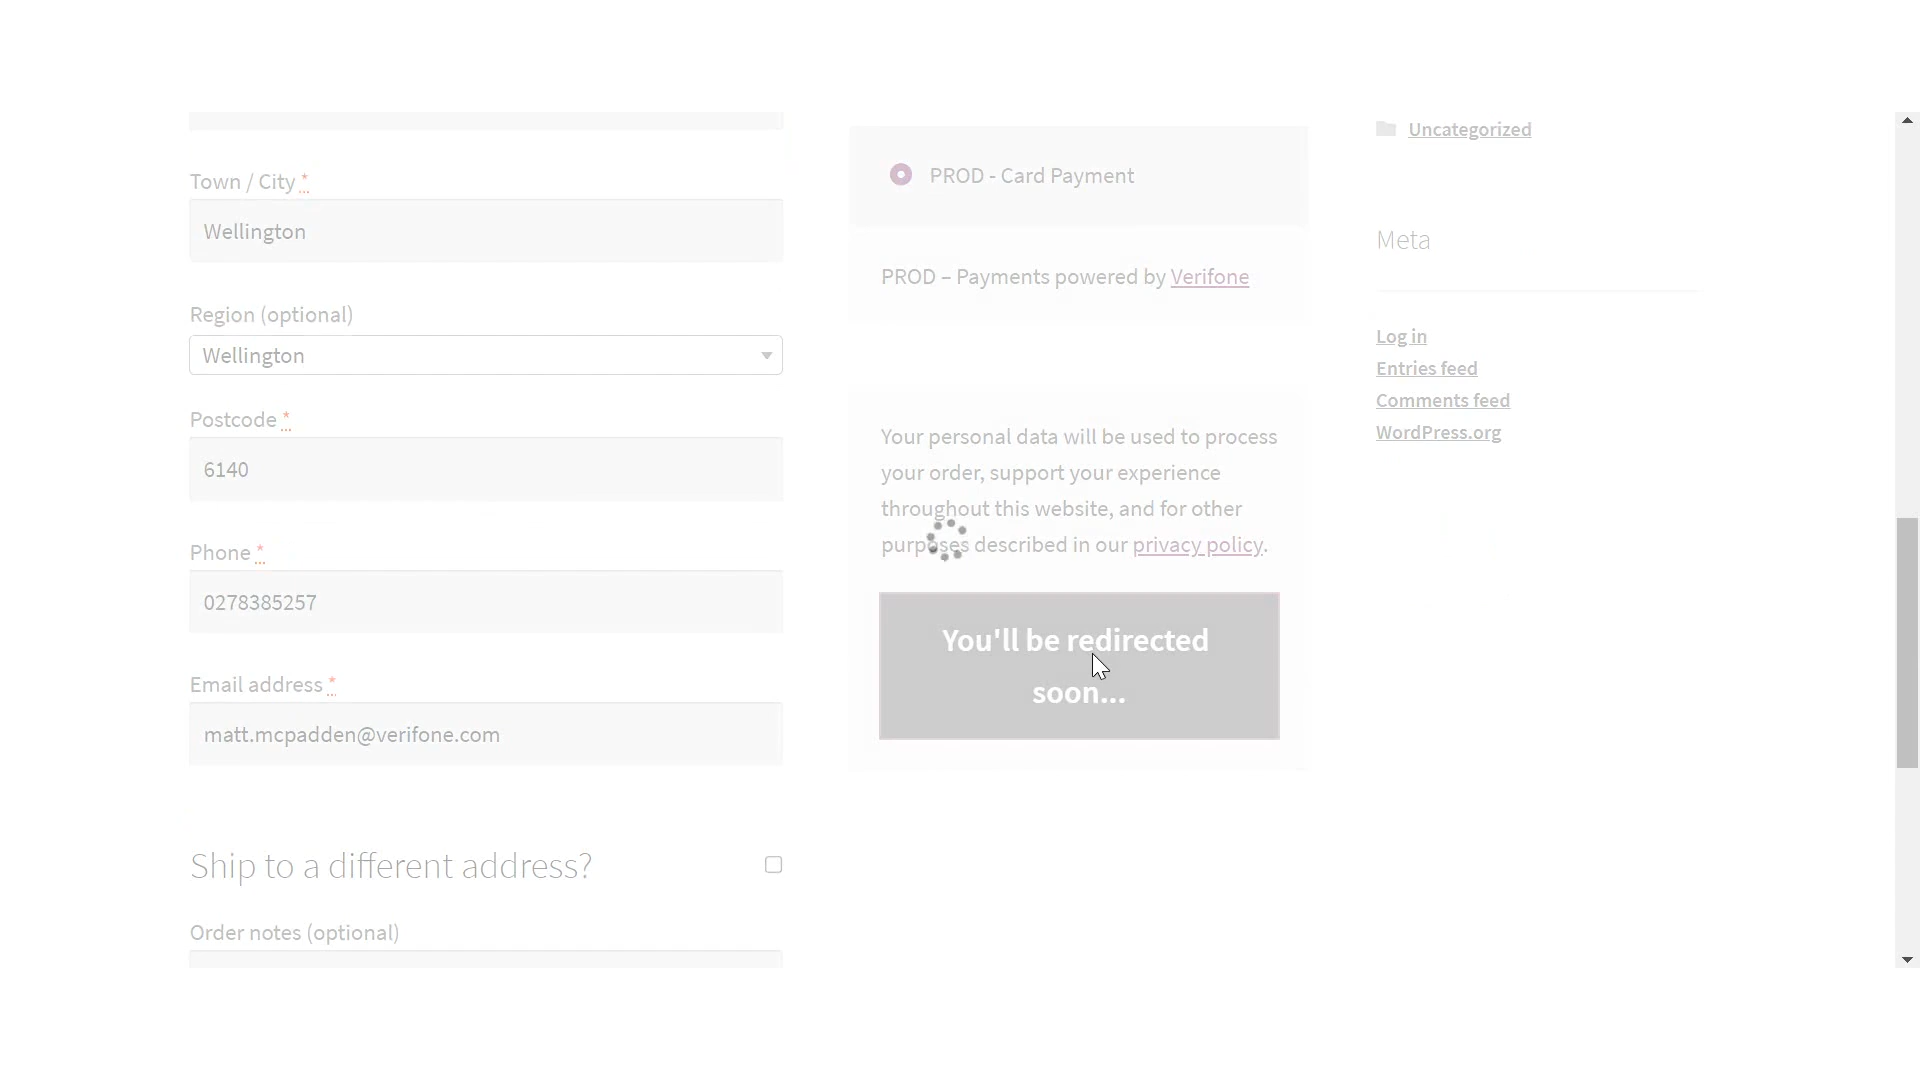 Town / City *
Wellington
Region (optional)
Wellington
Postcode *
6140
Phone *
0278385257
Email address *
matt.mcpadden@verifone.com
Ship to a different address?
Order notes (optional)
PROD - Card Payment
PROD – Payments powered by Verifone
Your personal data will be used to process
your order, support your experience
throughout this website, and for other
purposes described in our privacy policy.
You'll be redirected
soon...
Uncategorized
Meta
Log in
Entries feed
Comments feed
WordPress.org